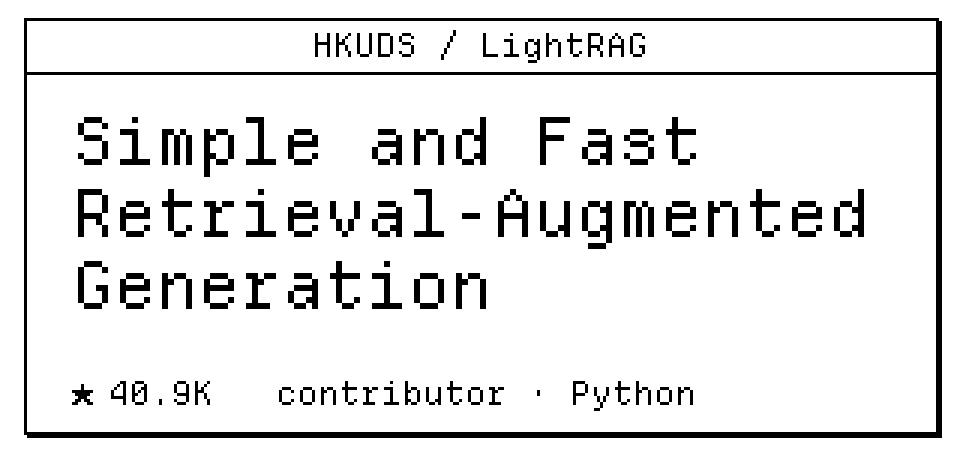 HKUDS / LightRAG
Simple and Fast
Retrieval-Augmented
Generation
★ 40.9K contributor · Python